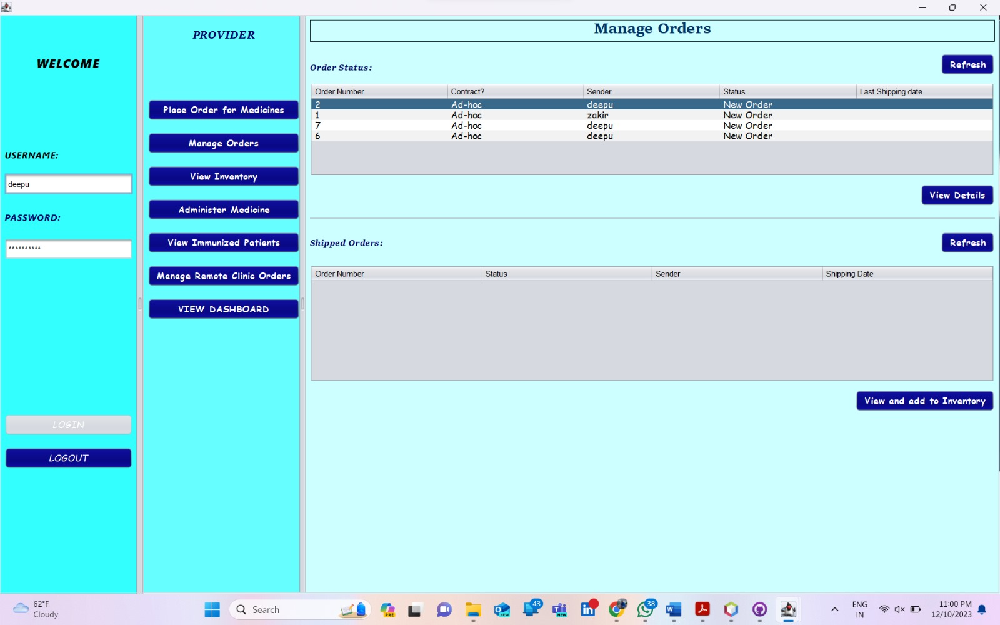 WELCOME
USERNAME:
deepu
PASSWORD:
**********
LOGIN
LOGOUT
PROVIDER
Place Order for Medicines
Manage Orders
View Inventory
Administer Medicine
View Immunized Patients
Manage Remote Clinic Orders
VIEW DASHBOARD
Manage Orders
Order Status:
Refresh
Order Number Contract? Sender Status Last Shipping date
2 Ad-hoc deepu New Order
1 Ad-hoc zakir New Order
7 Ad-hoc deepu New Order
6 Ad-hoc deepu New Order
View Details
Shipped Orders:
Refresh
Order Number Status Sender Shipping Date
View and add to Inventory
62°F
Cloudy
Search
PRE
NEW
43
NEW
38
ENG
IN
11:00 PM
12/10/2023